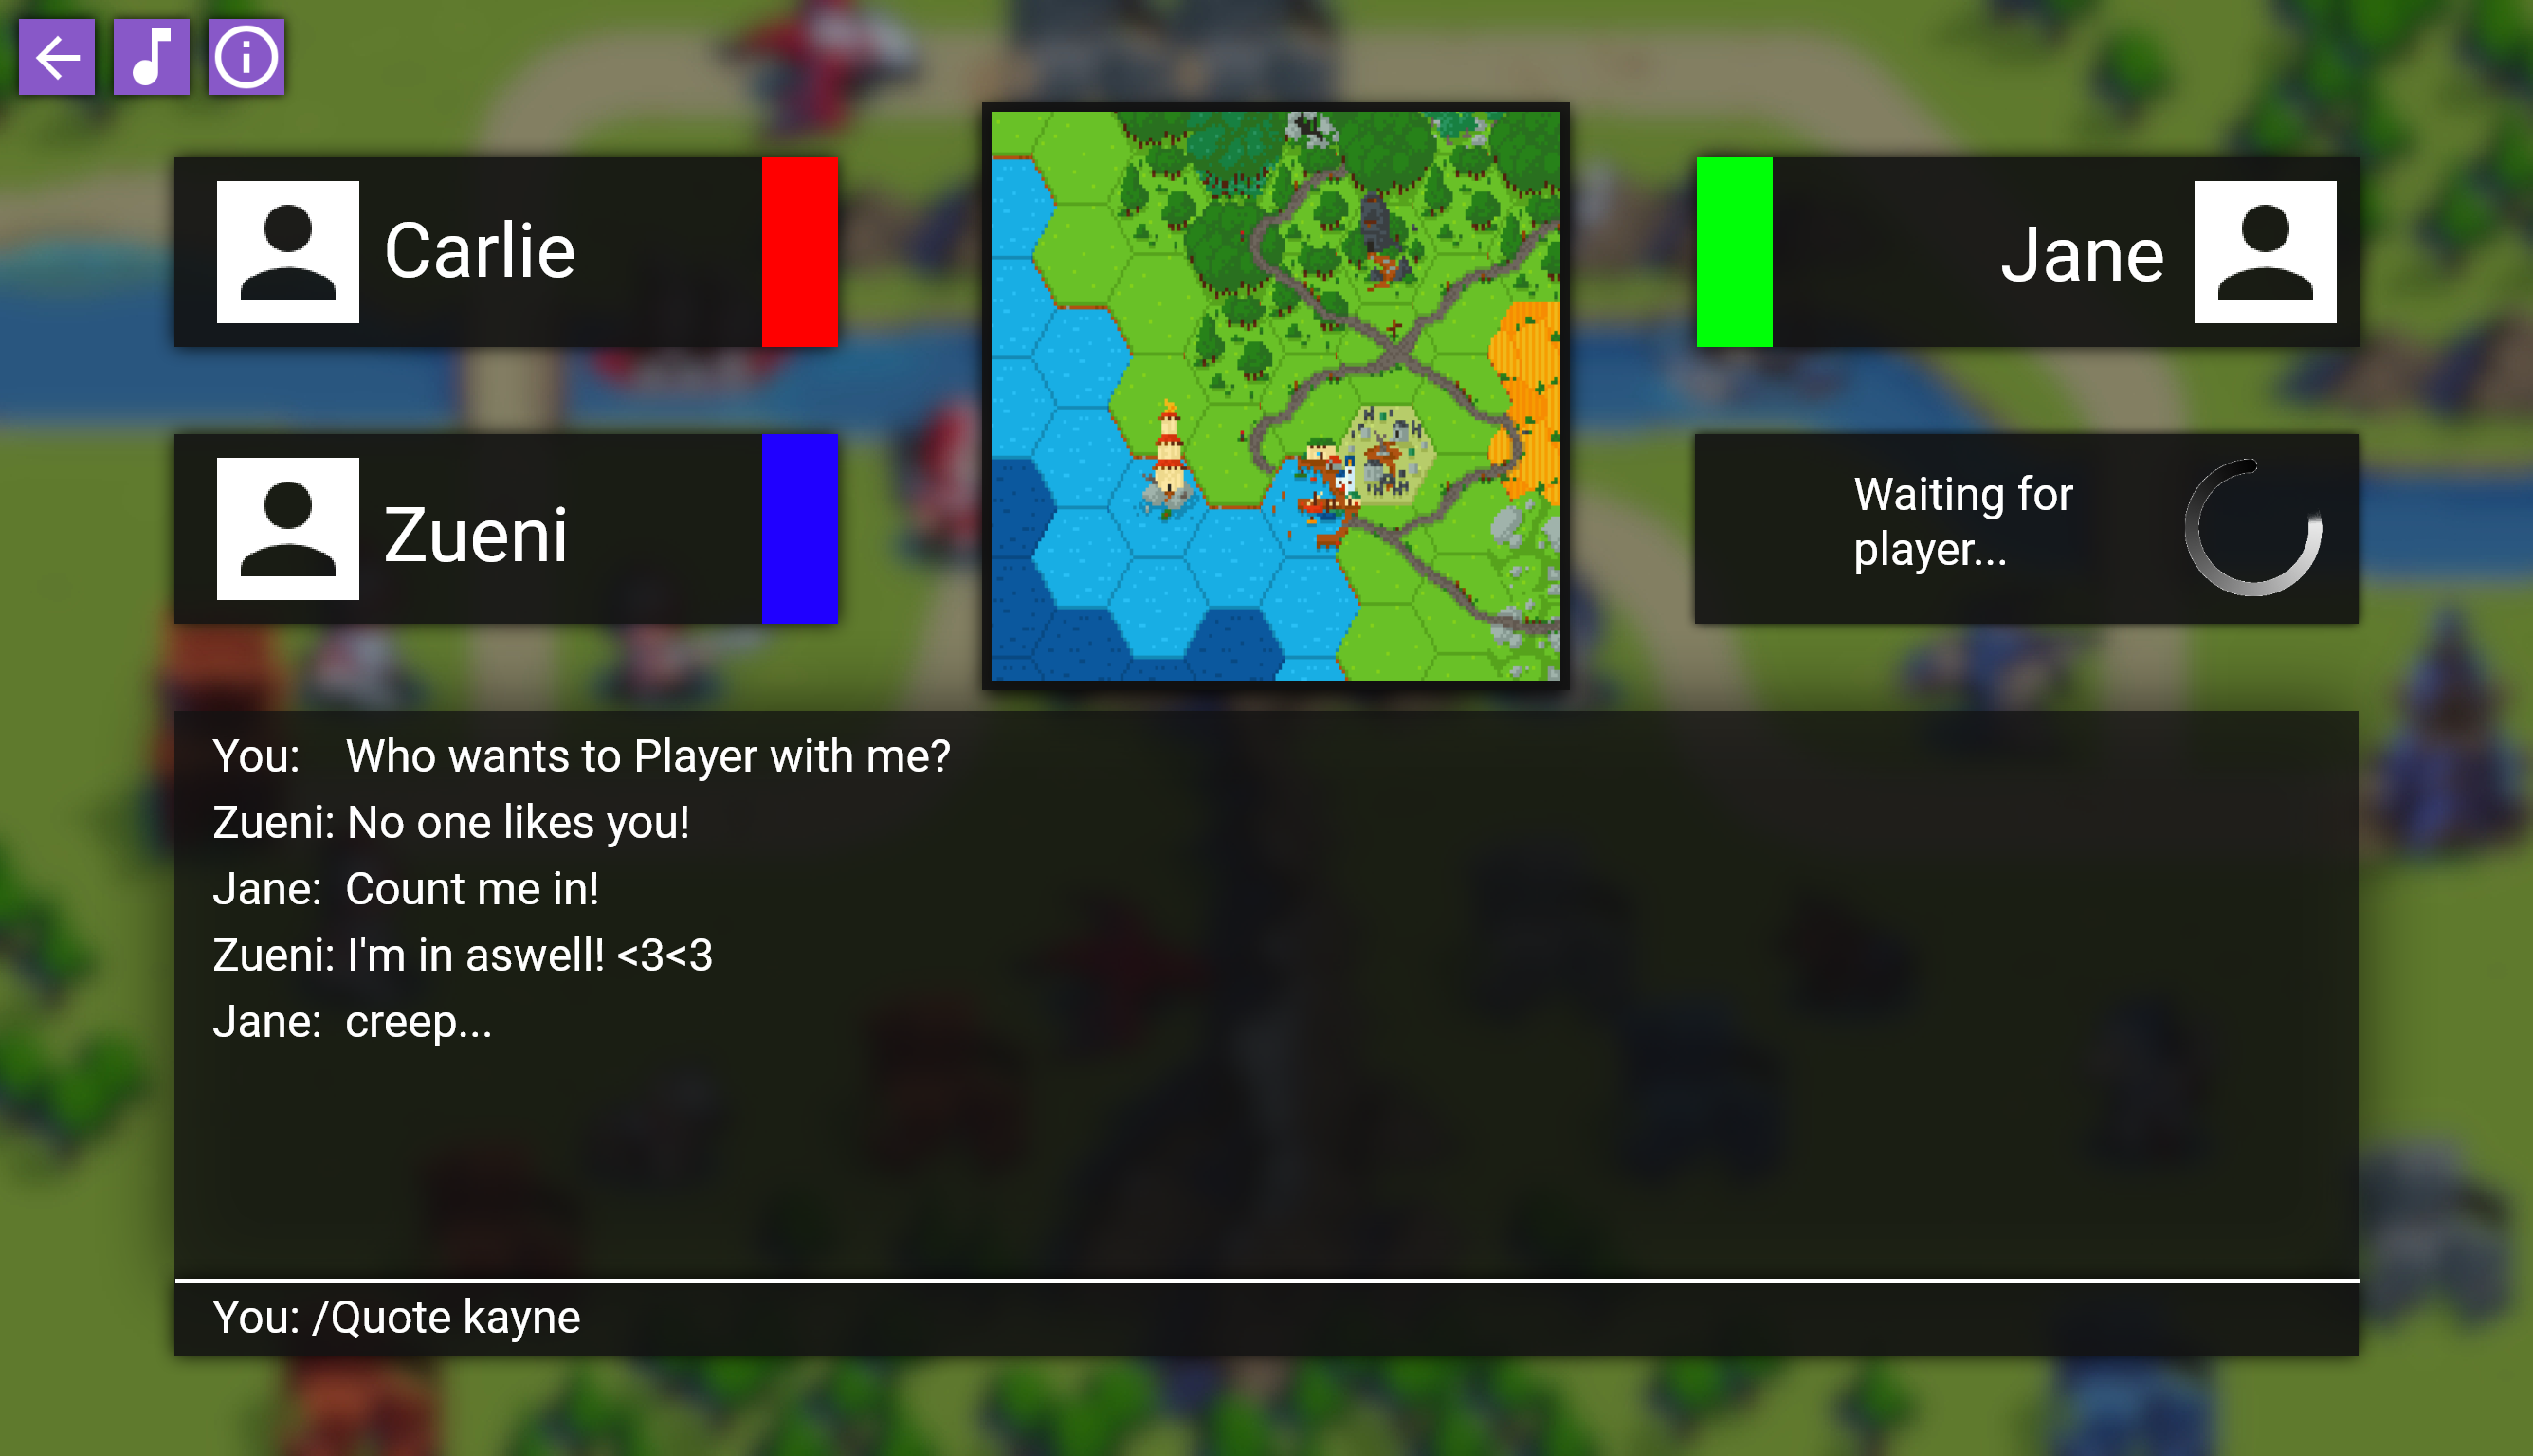 Carlie
Jane
Zueni
Waiting for
player...
You: Who wants to Player with me?
Zueni: No one likes you!
Jane: Count me in!
Zueni: I'm in aswell! <3<3
Jane: creep...
You: /Quote kayne